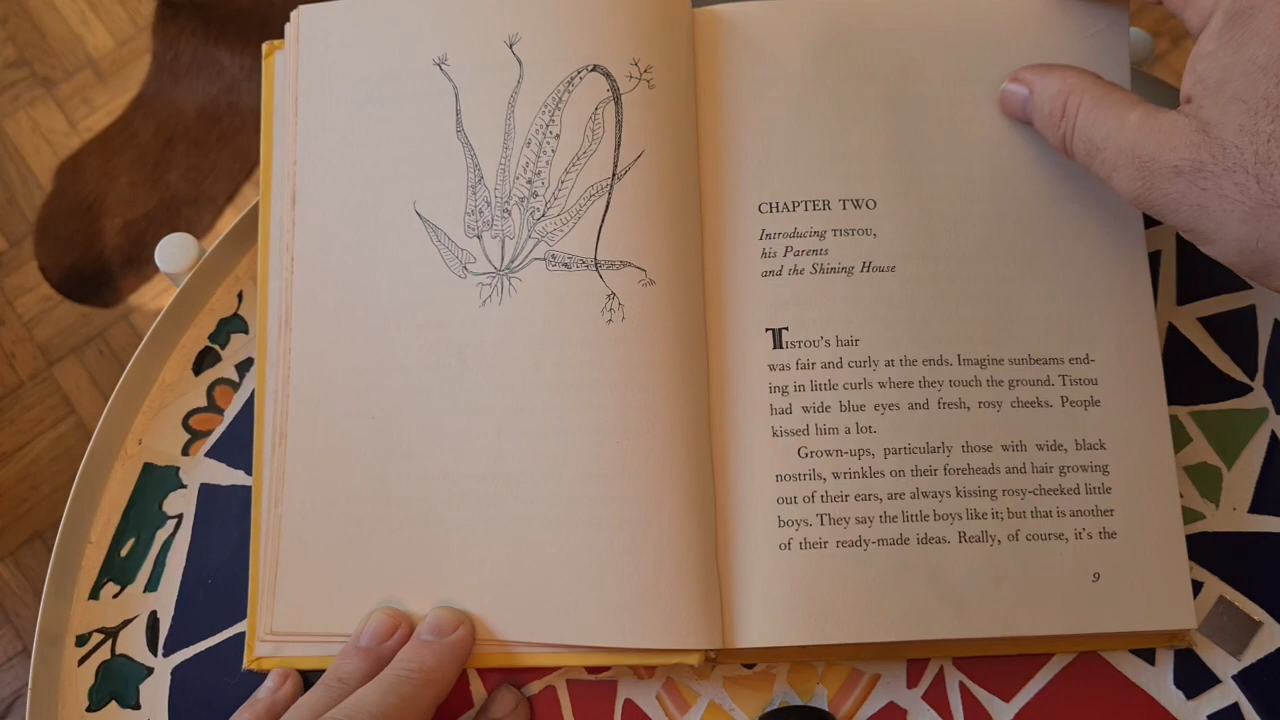 CHAPTER TWO
Introducing TISTOU,
his Parents
and the Shining House
TISTOU'S hair
was fair and curly at the ends. Imagine sunbeams end-
ing in little curls where they touch the ground. Tistou
had wide blue eyes and fresh, rosy cheeks. People
kissed him a lot.
Grown-ups, particularly those with wide, black
nostrils, wrinkles on their foreheads and hair growing
out of their ears, are always kissing rosy-cheeked little
boys. They say the little boys like it; but that is another
of their ready-made ideas. Really, of course, it's the
9